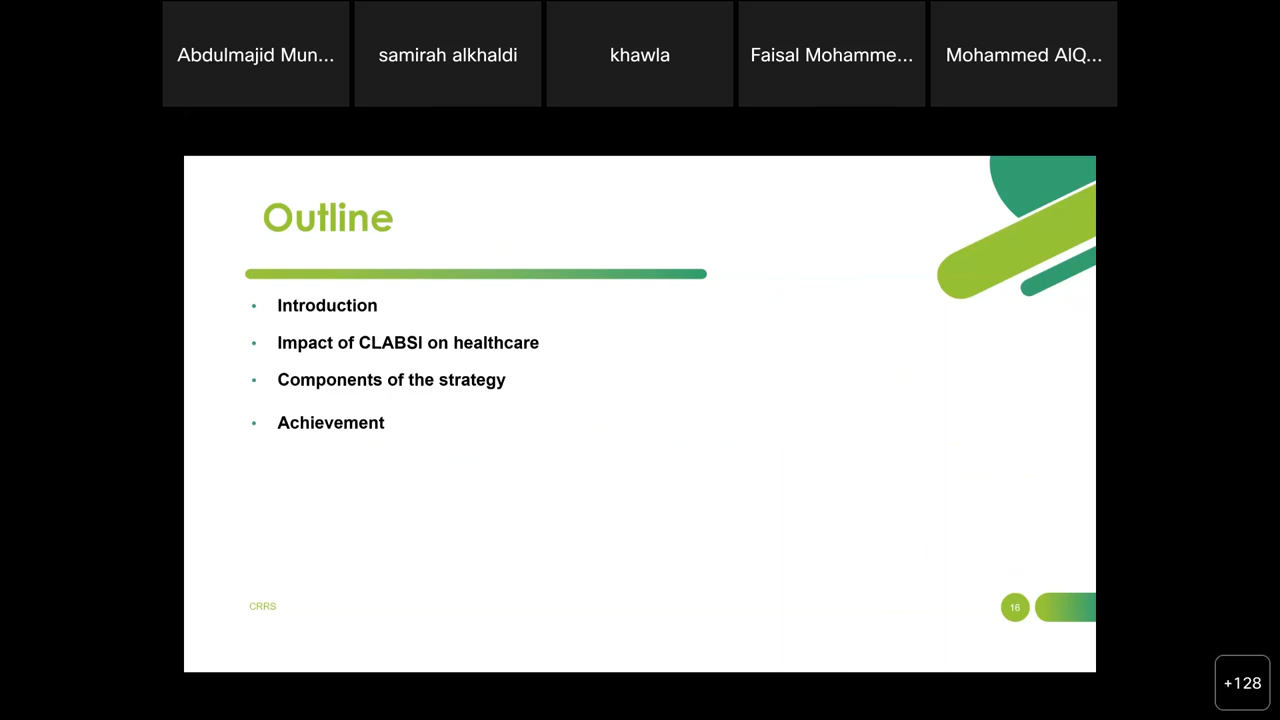 Abdulmajid Mun...
samirah alkhaldi
khawla
Faisal Mohamme...
Mohammed AlQ...
Outline
• Introduction
• Impact of CLABSI on healthcare
• Components of the strategy
• Achievement
CRRS
16
+128